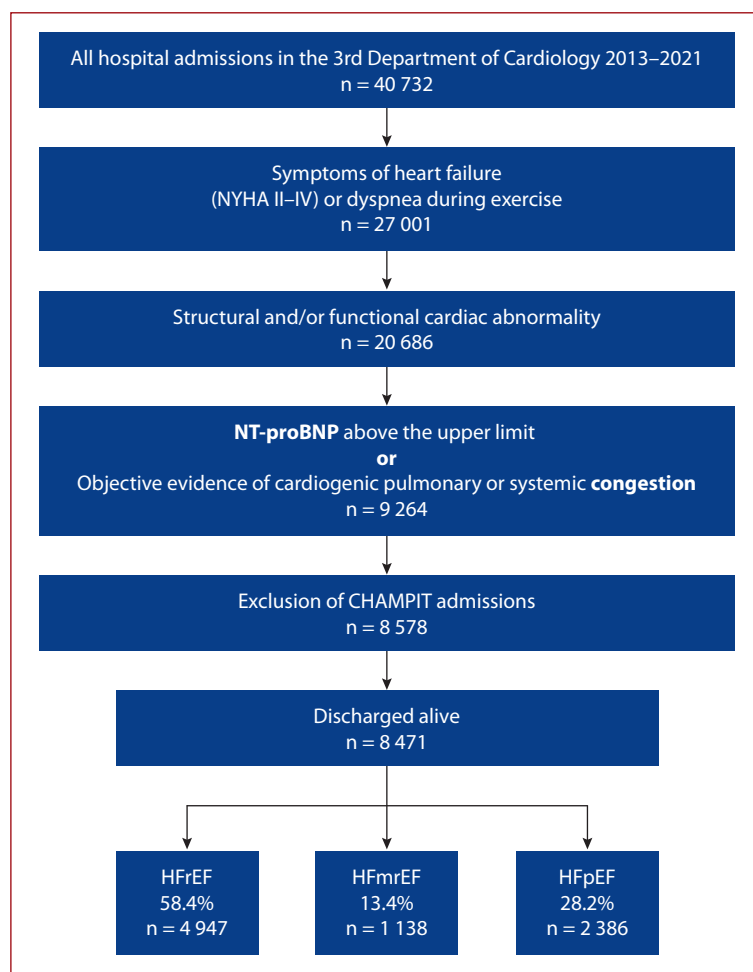 All hospital admissions in the 3rd Department of Cardiology 2013–2021
n = 40 732
Symptoms of heart failure
(NYHA II–IV) or dyspnea during exercise
n = 27 001
Structural and/or functional cardiac abnormality
n = 20 686
NT-proBNP above the upper limit
or
Objective evidence of cardiogenic pulmonary or systemic congestion
n = 9 264
Exclusion of CHAMPIT admissions
n = 8 578
Discharged alive
n = 8 471
HFrEF
58.4%
n = 4 947
HFmrEF
13.4%
n = 1 138
HFpEF
28.2%
n = 2 386